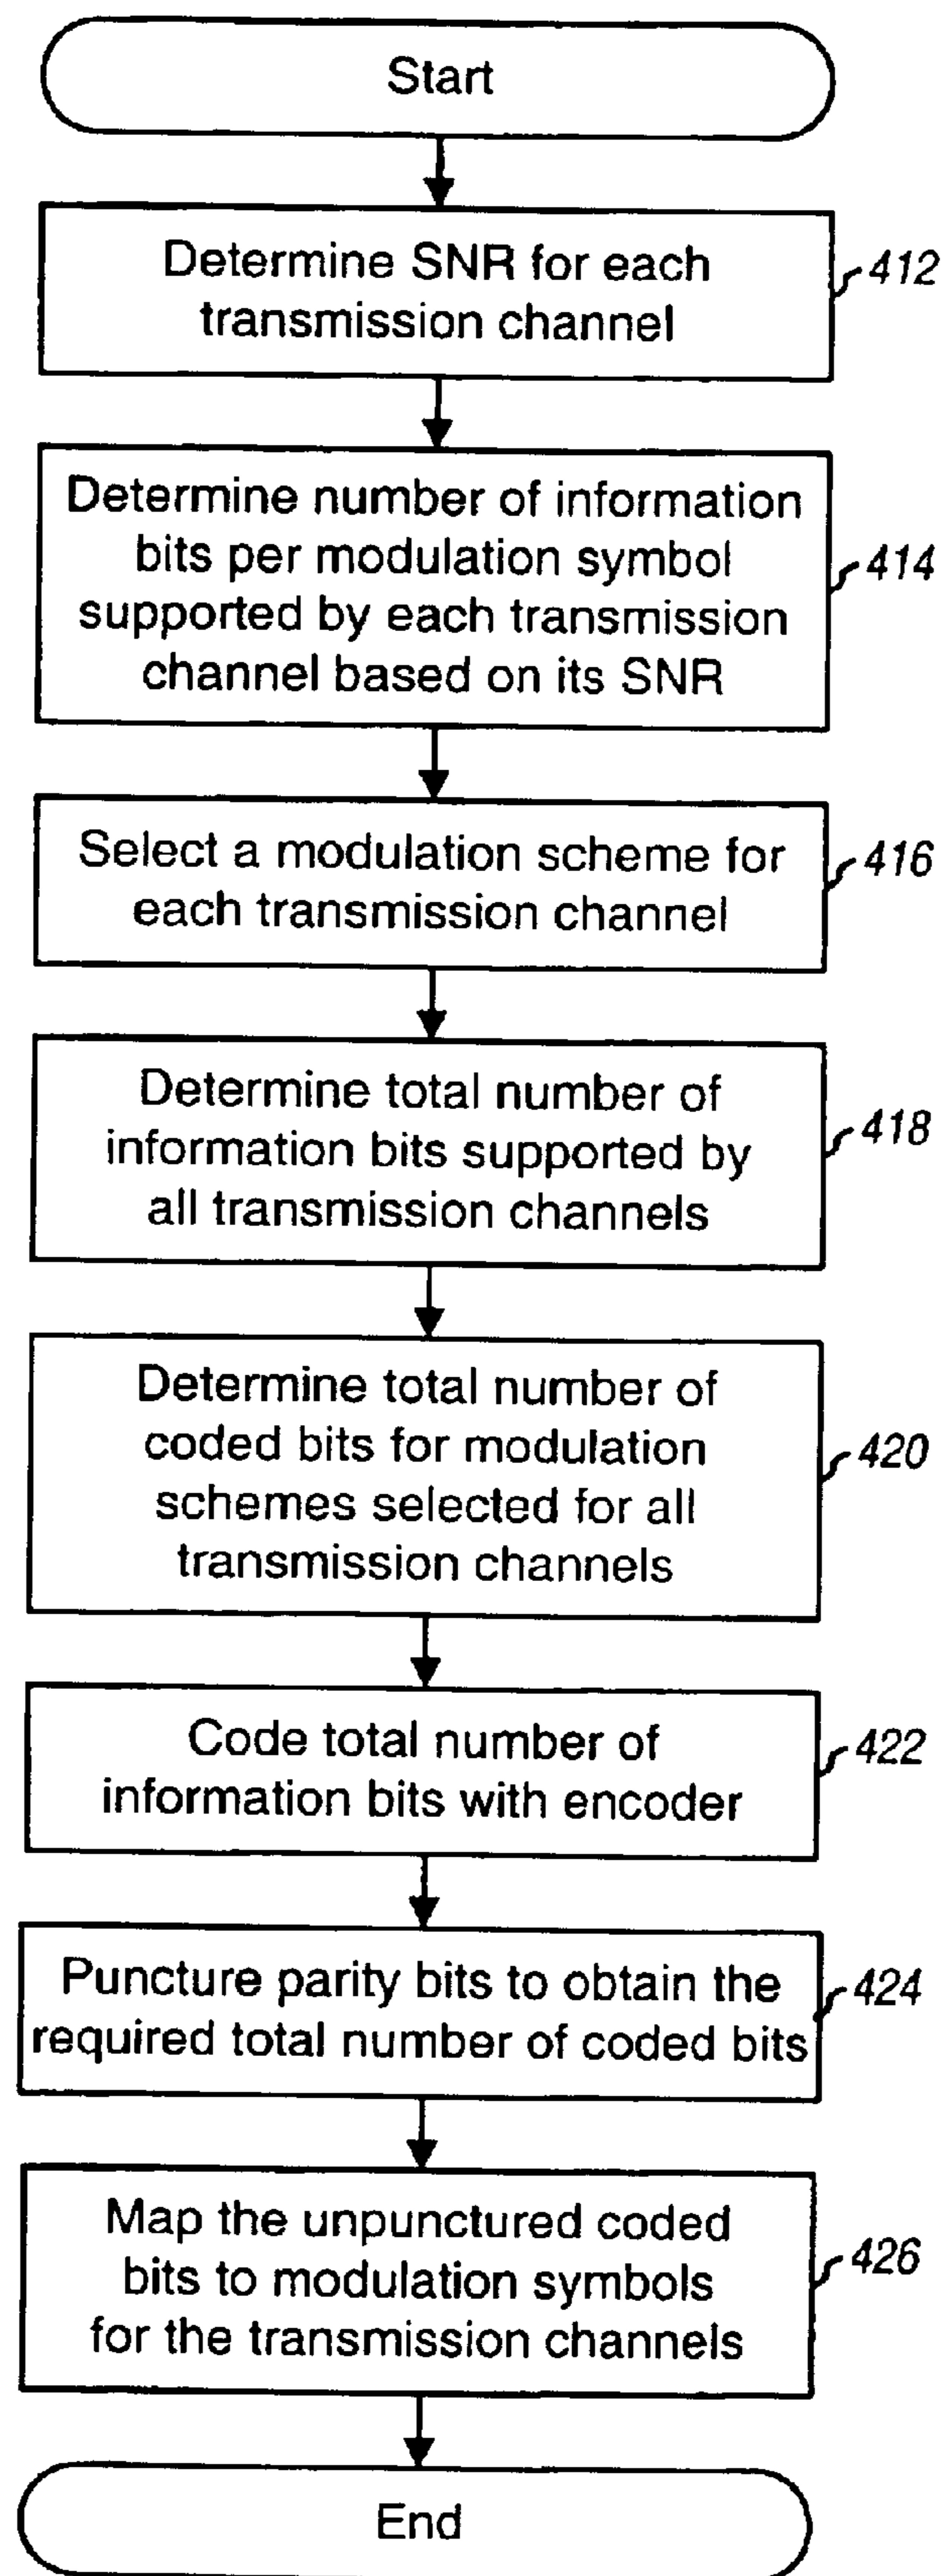 Start
Determine SNR for each
transmission channel
412
Determine number of information
bits per modulation symbol
supported by each transmission
channel based on its SNR
414
Select a modulation scheme for
each transmission channel
416
Determine total number of
information bits supported by
all transmission channels
418
Determine total number of
coded bits for modulation
schemes selected for all
transmission channels
420
Code total number of
information bits with encoder
422
Puncture parity bits to obtain the
required total number of coded bits
424
Map the unpunctured coded
bits to modulation symbols
for the transmission channels
426
End